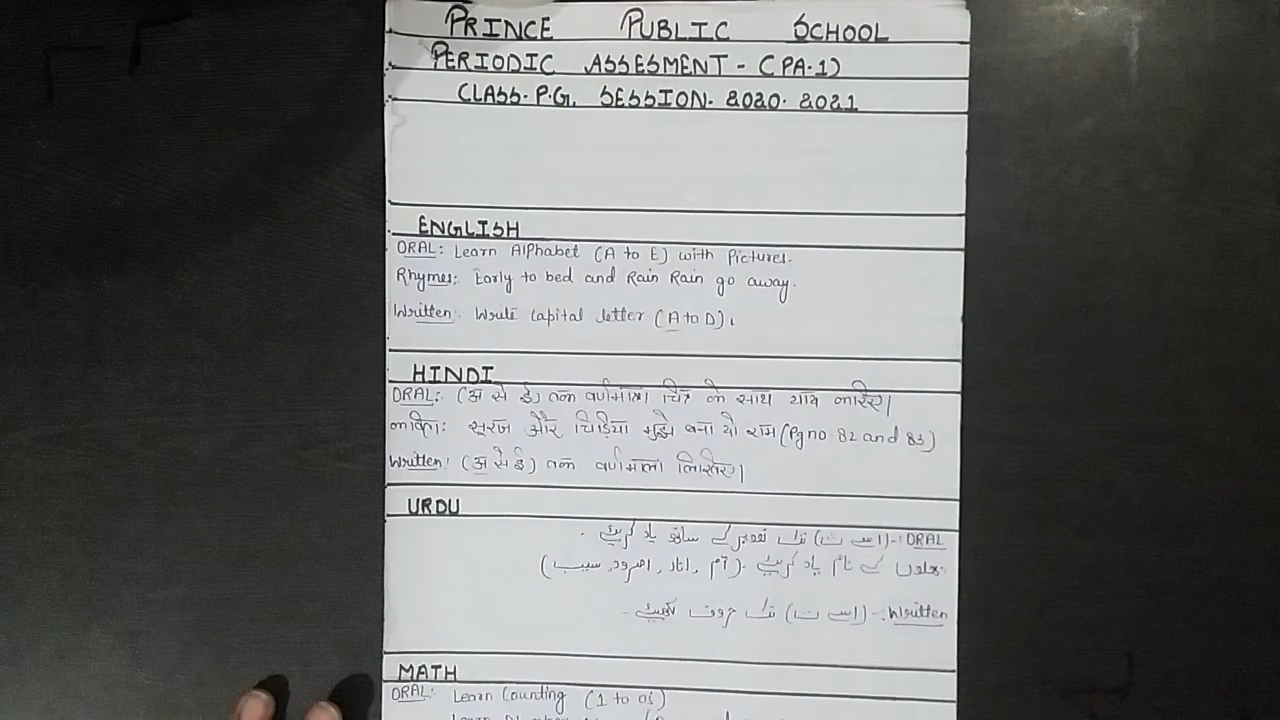 PRINCE PUBLIC SCHOOL
PERIODIC ASSESMENT - (PA-1)
CLASS- P.G. SESSION- 2020-2021
ENGLISH
ORAL: Learn Alphabet (A to E) with Pictures.
Rhymes: Early to bed and Rain Rain go away.
Written: Write Capital letter (A to D).
HINDI
ORAL: (अ से ई) तक वर्णमाला चित्र के साथ याद करिए।
कविता: सूरज और चिड़िया मुझे बना दो राम (Pg no. 82 and 83)
Written: (अ से ई) तक वर्णमाला लिखिए।
URDU
ORAL:- (ا سے ث) تک تصویر کے ساتھ یاد کریئے۔
پھلوں کے نام یاد کریئے۔ (آم, انار, امرود, سیب)
Written:- (ا سے ث) تک حروف لکھیئے۔
MATH
ORAL: Learn Counting (1 to 05)